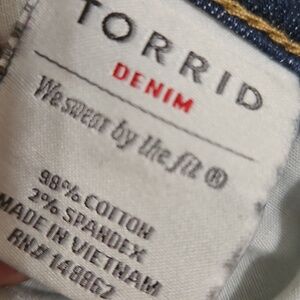 TORRID
DENIM
We swear by the fit ®
98% COTTON
2% SPANDEX
MADE IN VIETNAM
RN# 148862